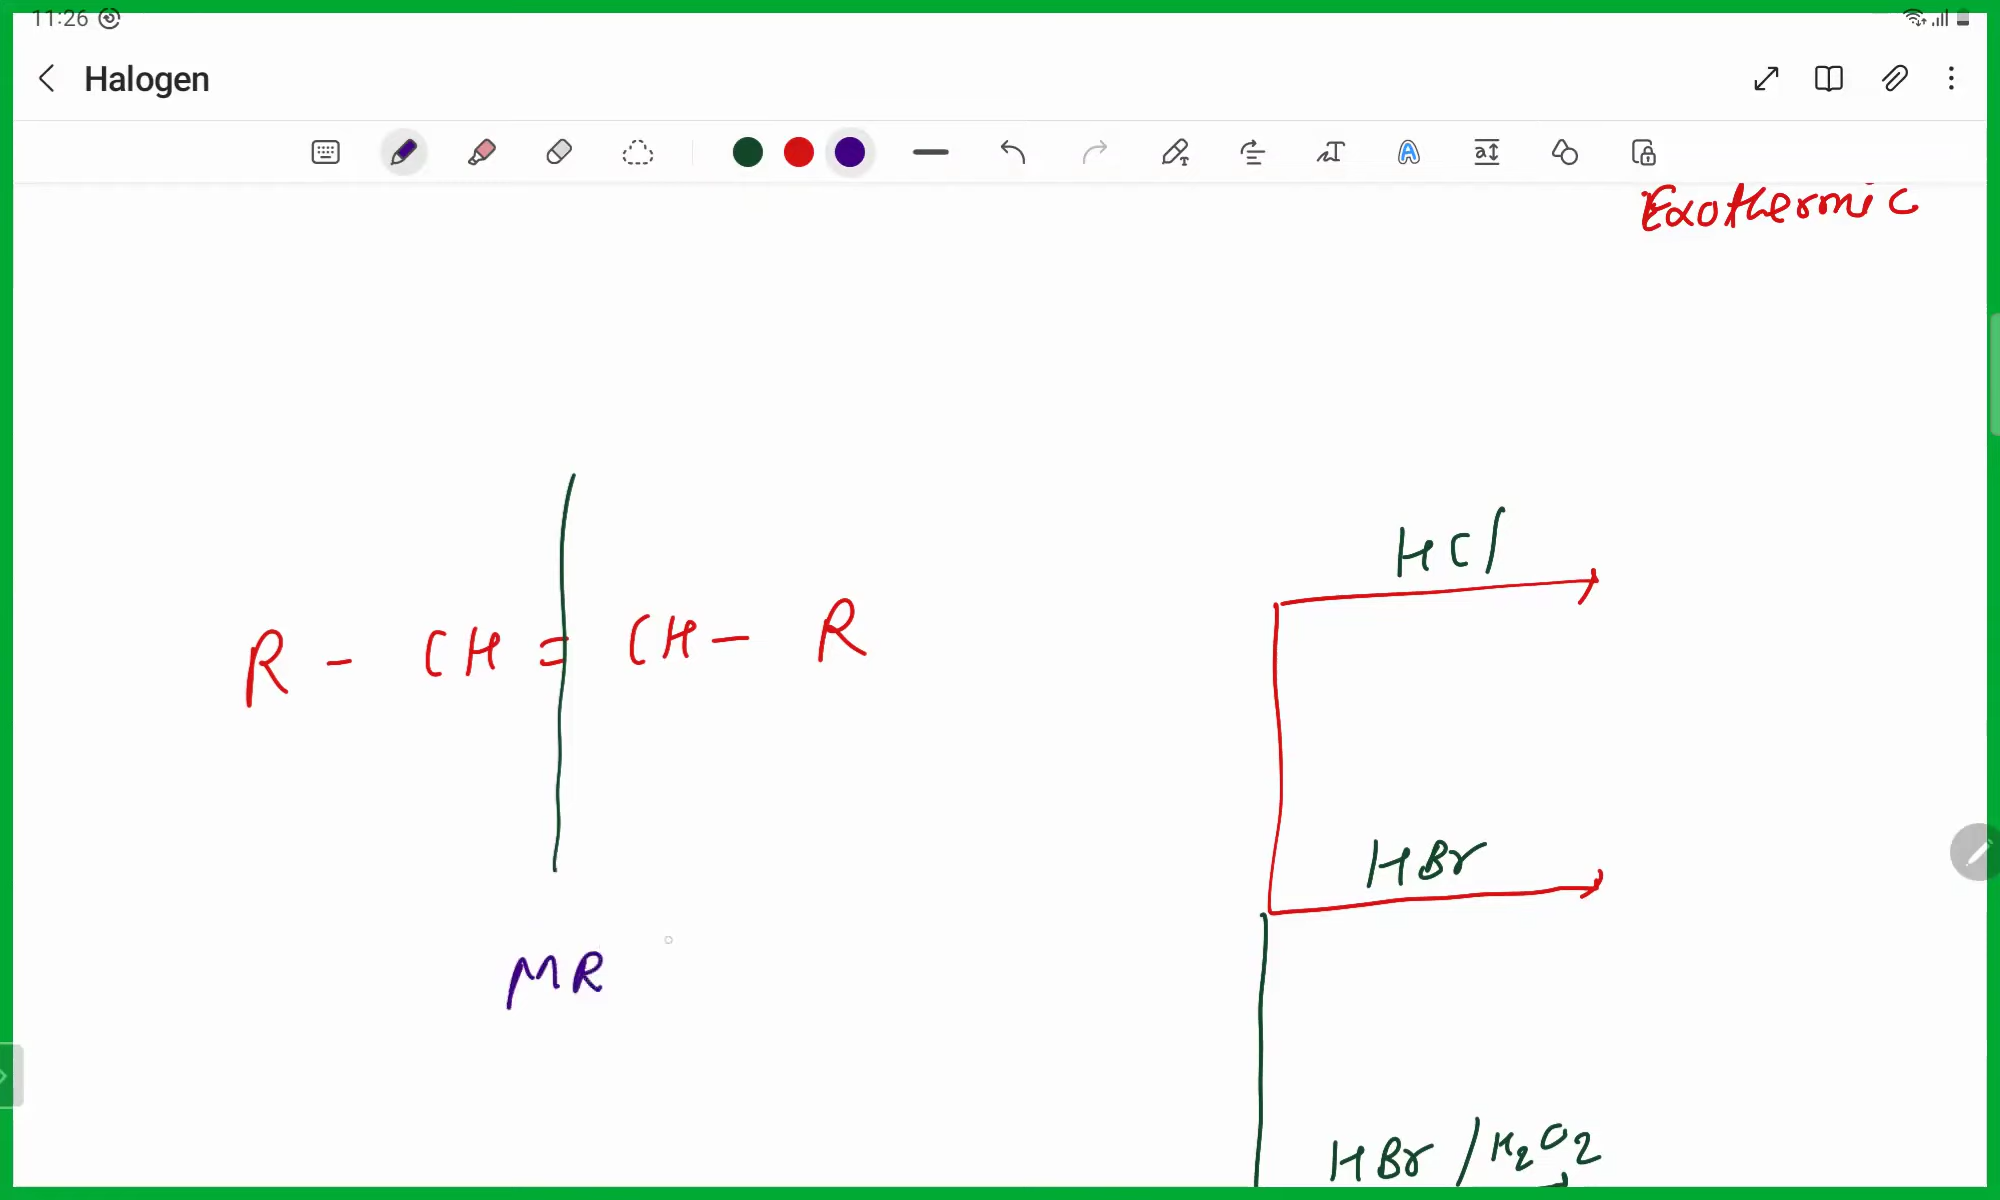 11:26
Halogen
Exothermic
HCl
R - CH = CH - R
HBr
MR
HBr / H2O2